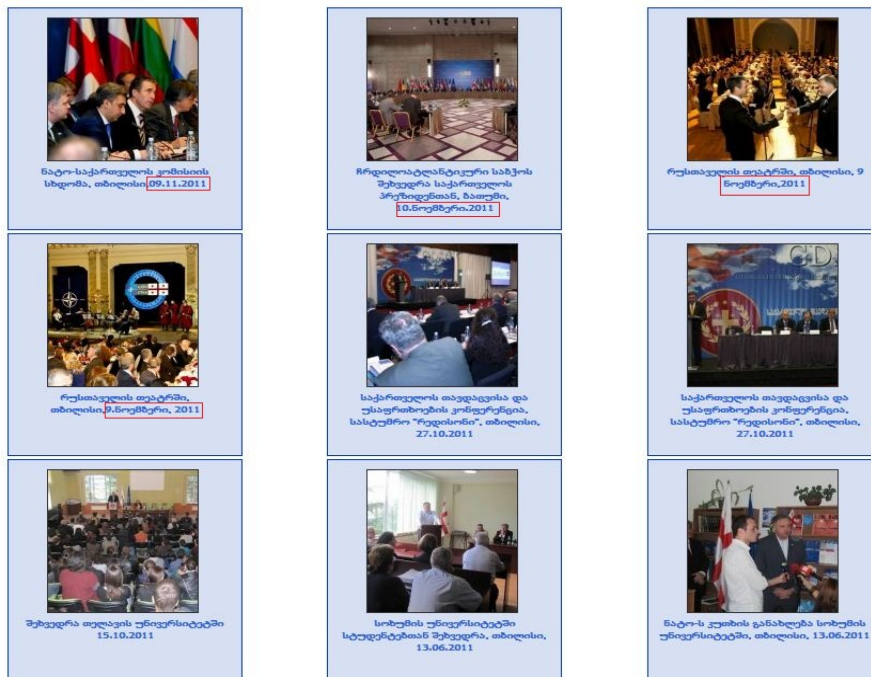 ნატო-საქართველოს კომისიის
სხდომა, თბილისი,09.11.2011
ჩრდილოატლანტიკური საბჭოს
შეხვედრა საქართველოს
პრეზიდენტთან, ბათუმი,
10.ნოემბერი.2011
რუსთაველის თეატრში, თბილისი, 9
ნოემბერი,2011
რუსთაველის თეატრში,
თბილისი,9.ნოემბერი, 2011
საქართველოს თავდაცვისა და
უსაფრთხოების კონფერენცია,
სასტუმრო "რედისონი", თბილისი,
27.10.2011
საქართველოს თავდაცვისა და
უსაფრთხოების კონფერენცია,
სასტუმრო "რედისონი", თბილისი,
27.10.2011
შეხვედრა თელავის უნივერსიტეტში
15.10.2011
სოხუმის უნივერსიტეტში
სტუდენტებთან შეხვედრა, თბილისი,
13.06.2011
ნატო-ს კუთხის განახლება სოხუმის
უნივერსიტეტში, თბილისი, 13.06.2011